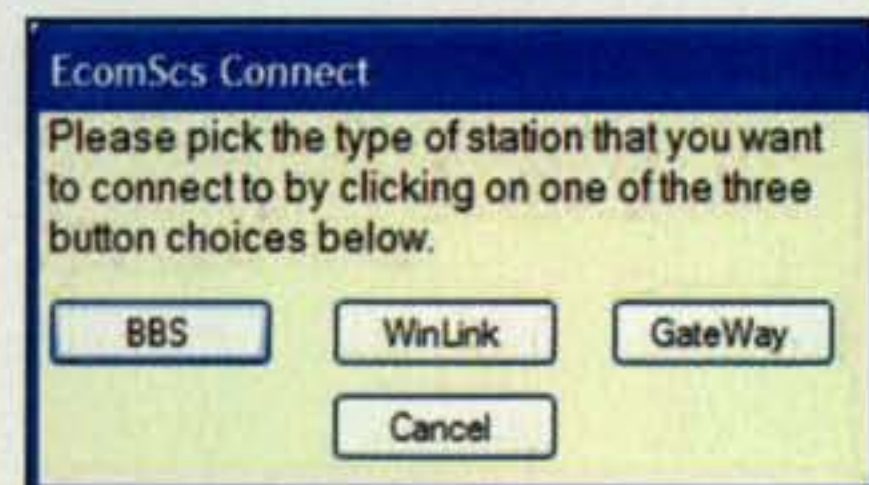 EcomScs Connect
Please pick the type of station that you want
to connect to by clicking on one of the three
button choices below.
BBS WinLink GateWay
Cancel